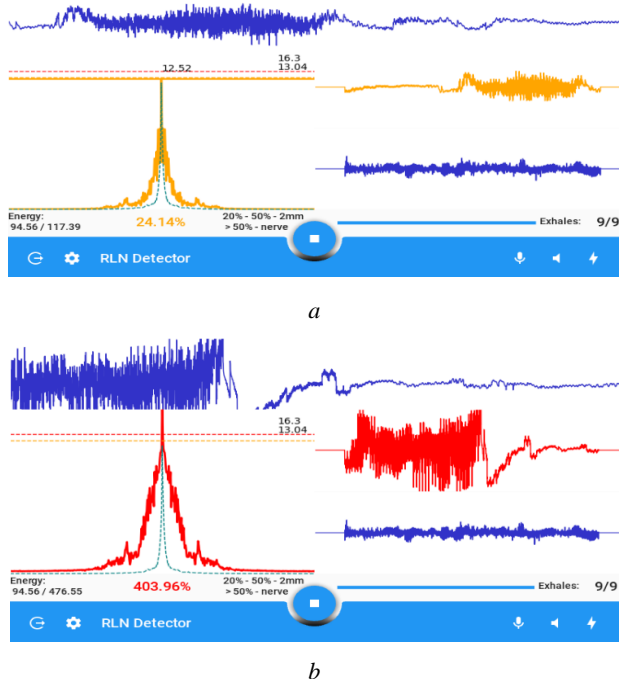 12.52
16.3
13.04
Energy:
94.56 / 117.39
24.14%
20% - 50% - 2mm
> 50% - nerve
Exhales: 9/9
RLN Detector
a
16.3
13.04
Energy:
94.56 / 476.55
403.96%
20% - 50% - 2mm
> 50% - nerve
Exhales: 9/9
RLN Detector
b